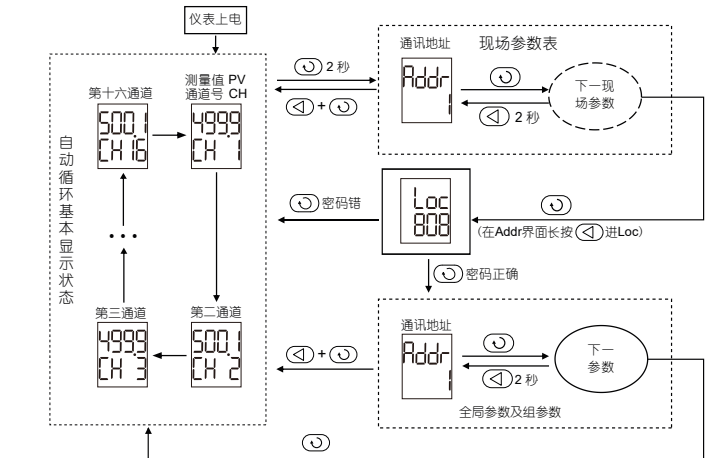 仪表上电
自动循环基本显示状态
第十六通道
500.1
CH 16
测量值 PV
通道号 CH
499.9
CH 1
第三通道
499.9
CH 3
第二通道
500.1
CH 2
2 秒
+
通讯地址
现场参数表
Addr
1
2 秒
下一现
场参数
密码错
Loc
808
(在Addr界面长按 进Loc)
密码正确
+
通讯地址
Addr
1
2 秒
下一
参数
全局参数及组参数